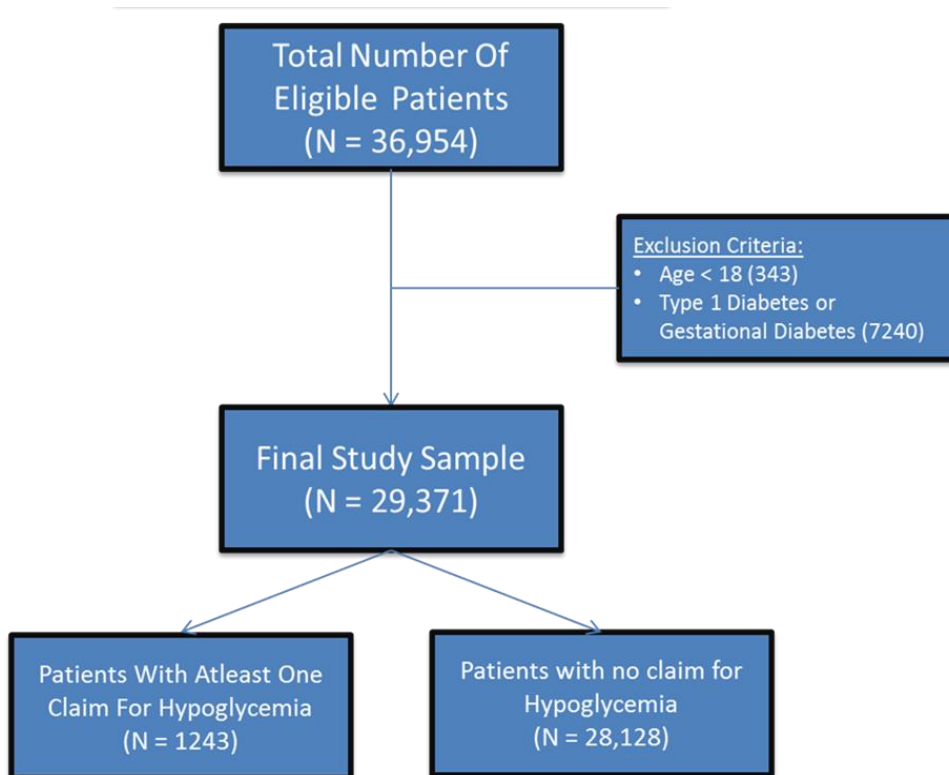 Total Number Of
Eligible Patients
(N = 36,954)
Exclusion Criteria:
• Age < 18 (343)
• Type 1 Diabetes or
Gestational Diabetes (7240)
Final Study Sample
(N = 29,371)
Patients With Atleast One
Claim For Hypoglycemia
(N = 1243)
Patients with no claim for
Hypoglycemia
(N = 28,128)